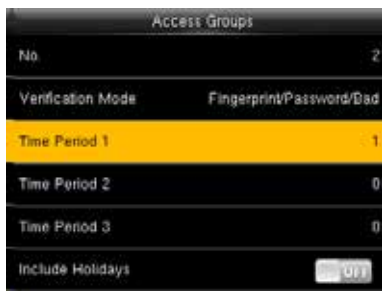 Access Groups
No. 2
Verification Mode Fingerprint/Password/Bad
Time Period 1 1
Time Period 2 0
Time Period 3 0
Include Holidays OFF